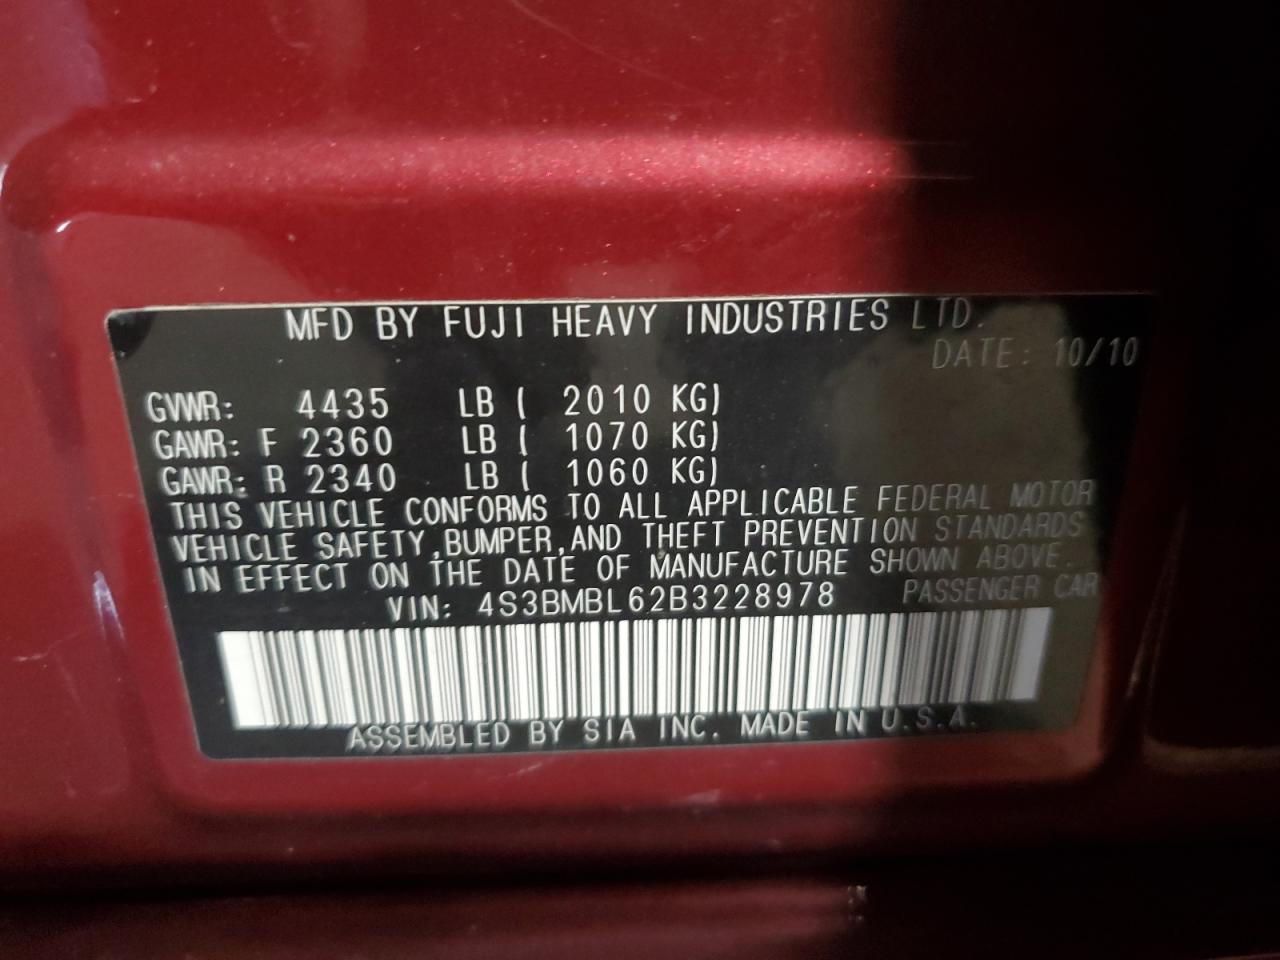 MFD BY FUJI HEAVY INDUSTRIES LTD.
DATE: 10/10
GVWR: 4435 LB ( 2010 KG)
GAWR: F 2360 LB ( 1070 KG)
GAWR: R 2340 LB ( 1060 KG)
THIS VEHICLE CONFORMS TO ALL APPLICABLE FEDERAL MOTOR
VEHICLE SAFETY,BUMPER,AND THEFT PREVENTION STANDARDS
IN EFFECT ON THE DATE OF MANUFACTURE SHOWN ABOVE.
VIN: 4S3BMBL62B3228978 PASSENGER CAR
ASSEMBLED BY SIA INC. MADE IN U.S.A.